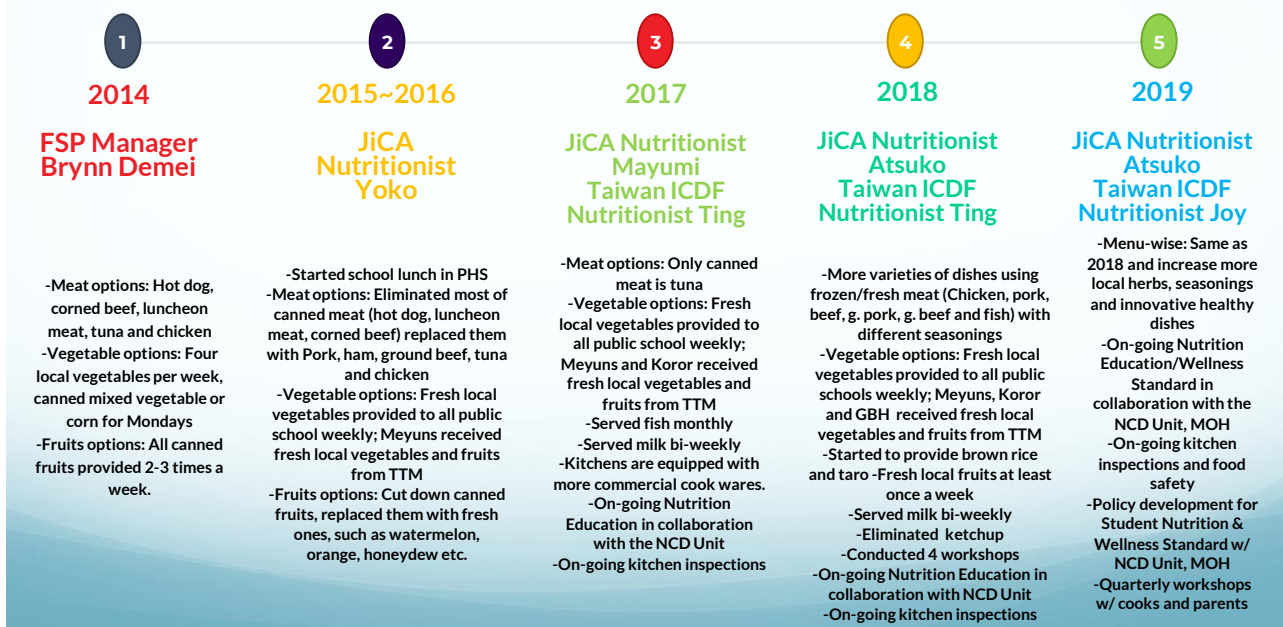 1
2014
FSP Manager
Brynn Demei
-Meat options: Hot dog,
corned beef, luncheon
meat, tuna and chicken
-Vegetable options: Four
local vegetables per week,
canned mixed vegetable or
corn for Mondays
-Fruits options: All canned
fruits provided 2-3 times a
week.
2
2015~2016
JiCA
Nutritionist
Yoko
-Started school lunch in PHS
-Meat options: Eliminated most of
canned meat (hot dog, luncheon
meat, corned beef) replaced them
with Pork, ham, ground beef, tuna
and chicken
-Vegetable options: Fresh local
vegetables provided to all public
school weekly; Meyuns received
fresh local vegetables and fruits
from TTM
-Fruits options: Cut down canned
fruits, replaced them with fresh
ones, such as watermelon,
orange, honeydew etc.
3
2017
JiCA Nutritionist
Mayumi
Taiwan ICDF
Nutritionist Ting
-Meat options: Only canned
meat is tuna
-Vegetable options: Fresh
local vegetables provided to
all public school weekly;
Meyuns and Koror received
fresh local vegetables and
fruits from TTM
-Served fish monthly
-Served milk bi-weekly
-Kitchens are equipped with
more commercial cook wares.
-On-going Nutrition
Education in collaboration
with the NCD Unit
-On-going kitchen inspections
4
2018
JiCA Nutritionist
Atsuko
Taiwan ICDF
Nutritionist Ting
-More varieties of dishes using
frozen/fresh meat (Chicken, pork,
beef, g. pork, g. beef and fish) with
different seasonings
-Vegetable options: Fresh local
vegetables provided to all public
schools weekly; Meyuns, Koror
and GBH received fresh local
vegetables and fruits from TTM
-Started to provide brown rice
and taro -Fresh local fruits at least
once a week
-Served milk bi-weekly
-Eliminated ketchup
-Conducted 4 workshops
-On-going Nutrition Education in
collaboration with NCD Unit
-On-going kitchen inspections
5
2019
JiCA Nutritionist
Atsuko
Taiwan ICDF
Nutritionist Joy
-Menu-wise: Same as
2018 and increase more
local herbs, seasonings
and innovative healthy
dishes
-On-going Nutrition
Education/Wellness
Standard in
collaboration with the
NCD Unit, MOH
-On-going kitchen
inspections and food
safety
-Policy development for
Student Nutrition &
Wellness Standard w/
NCD Unit, MOH
-Quarterly workshops
w/ cooks and parents